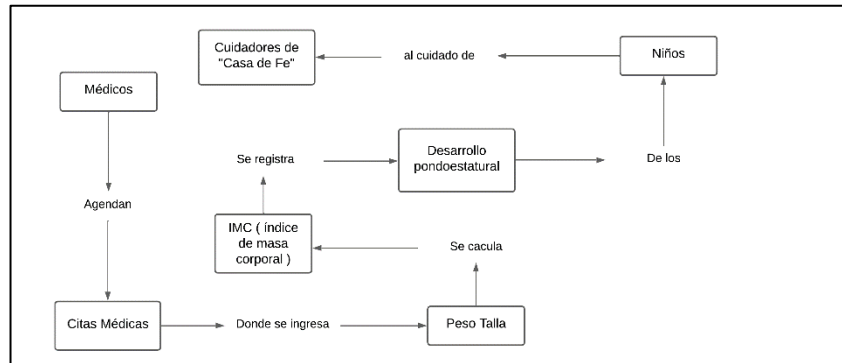 Cuidadores de
"Casa de Fe"
al cuidado de
Niños
Médicos
Se registra
Desarrollo
pondoestatural
De los
Agendan
IMC ( índice
de masa
corporal )
Se cacula
Citas Médicas
Donde se ingresa
Peso Talla